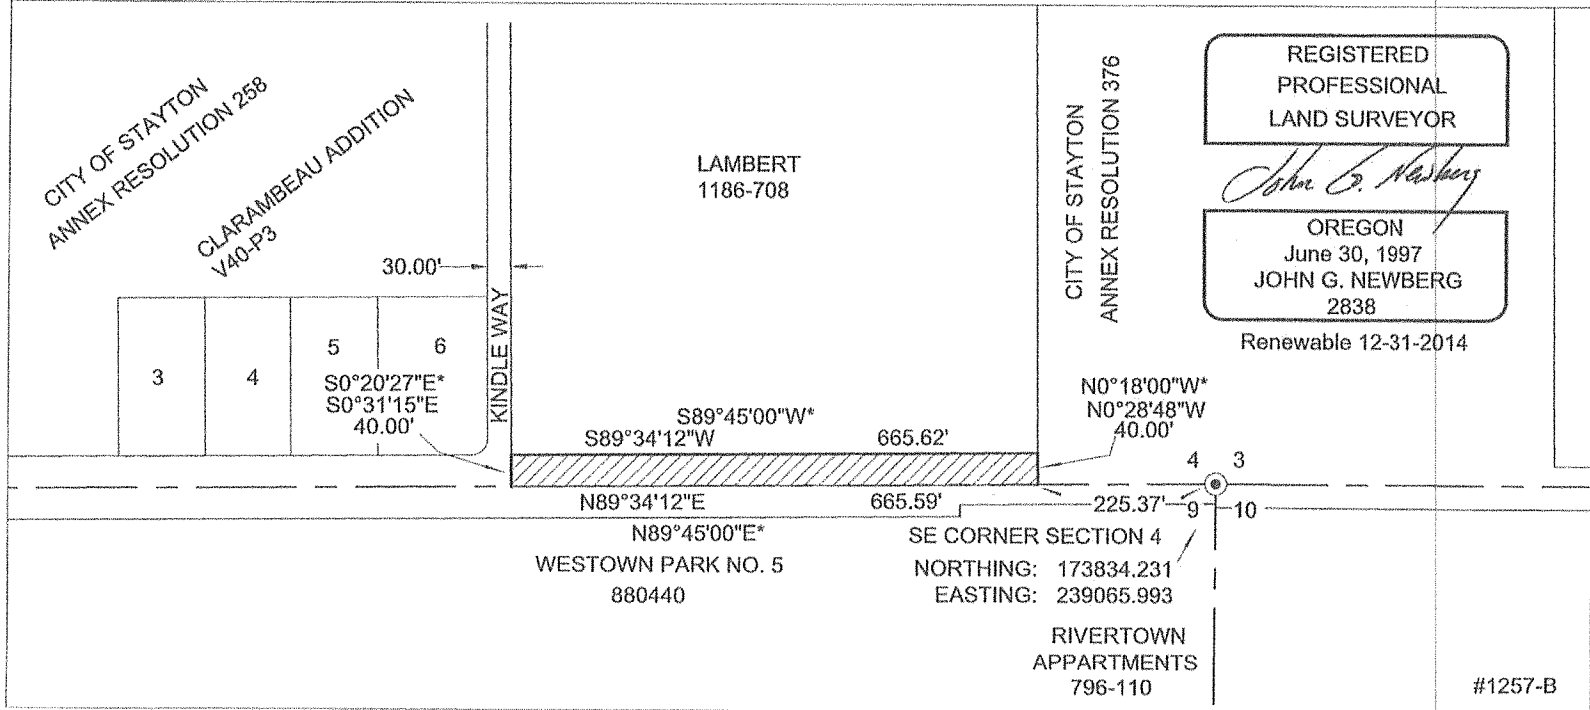 CITY OF STAYTON
ANNEX RESOLUTION 258
CLARAMBEAU ADDITION
V40-P3
30.00'
KINDLE WAY
3
4
5
6
S0°20'27"E*
S0°31'15"E
40.00'
LAMBERT
1186-708
S89°45'00"W*
S89°34'12"W
665.62'
N89°34'12"E
665.59'
N89°45'00"E*
WESTOWN PARK NO. 5
880440
CITY OF STAYTON
ANNEX RESOLUTION 376
N0°18'00"W*
N0°28'48"W
40.00'
4
3
9
10
225.37'
SE CORNER SECTION 4
NORTHING: 173834.231
EASTING: 239065.993
RIVERTOWN
APPARTMENTS
796-110
REGISTERED
PROFESSIONAL
LAND SURVEYOR
John G. Newberg
OREGON
June 30, 1997
JOHN G. NEWBERG
2838
Renewable 12-31-2014
#1257-B